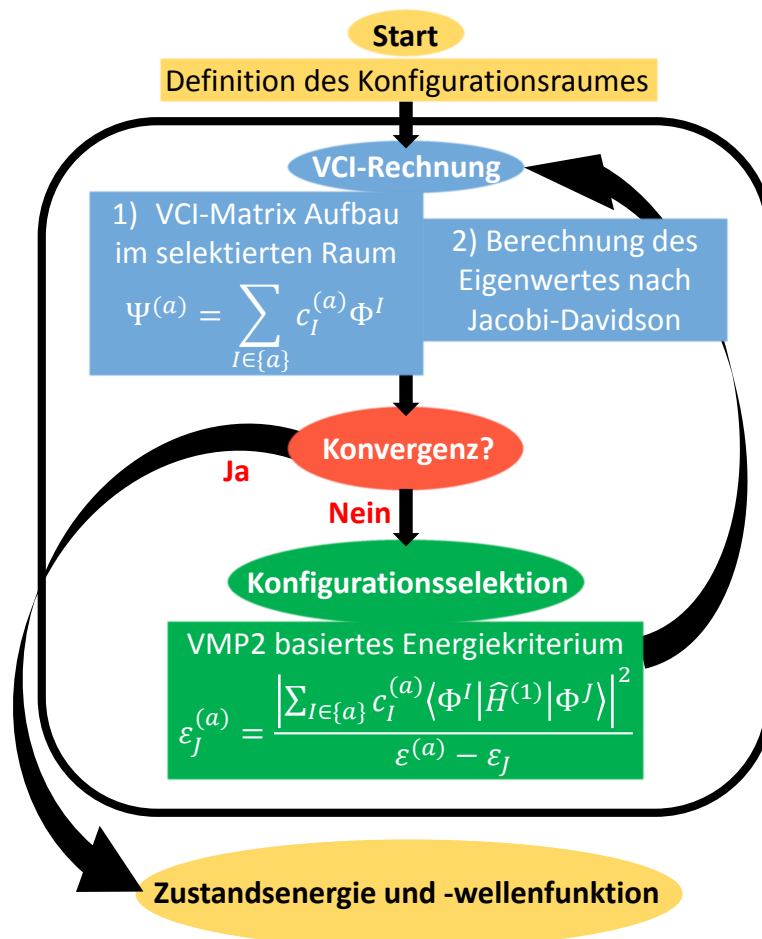 Start
Definition des Konfigurationsraumes
VCI-Rechnung
1) VCI-Matrix Aufbau
im selektierten Raum
Ψ^{(a)} = ∑_{I∈{a}} c_I^{(a)} Φ^I
2) Berechnung des
Eigenwertes nach
Jacobi-Davidson
Konvergenz?
Ja
Nein
Konfigurationsselektion
VMP2 basiertes Energiekriterium
ε_J^{(a)} = |∑_{I∈{a}} c_I^{(a)} ⟨Φ^I|Ĥ^{(1)}|Φ^J⟩|^2 / (ε^{(a)} − ε_J)
Zustandsenergie und -wellenfunktion